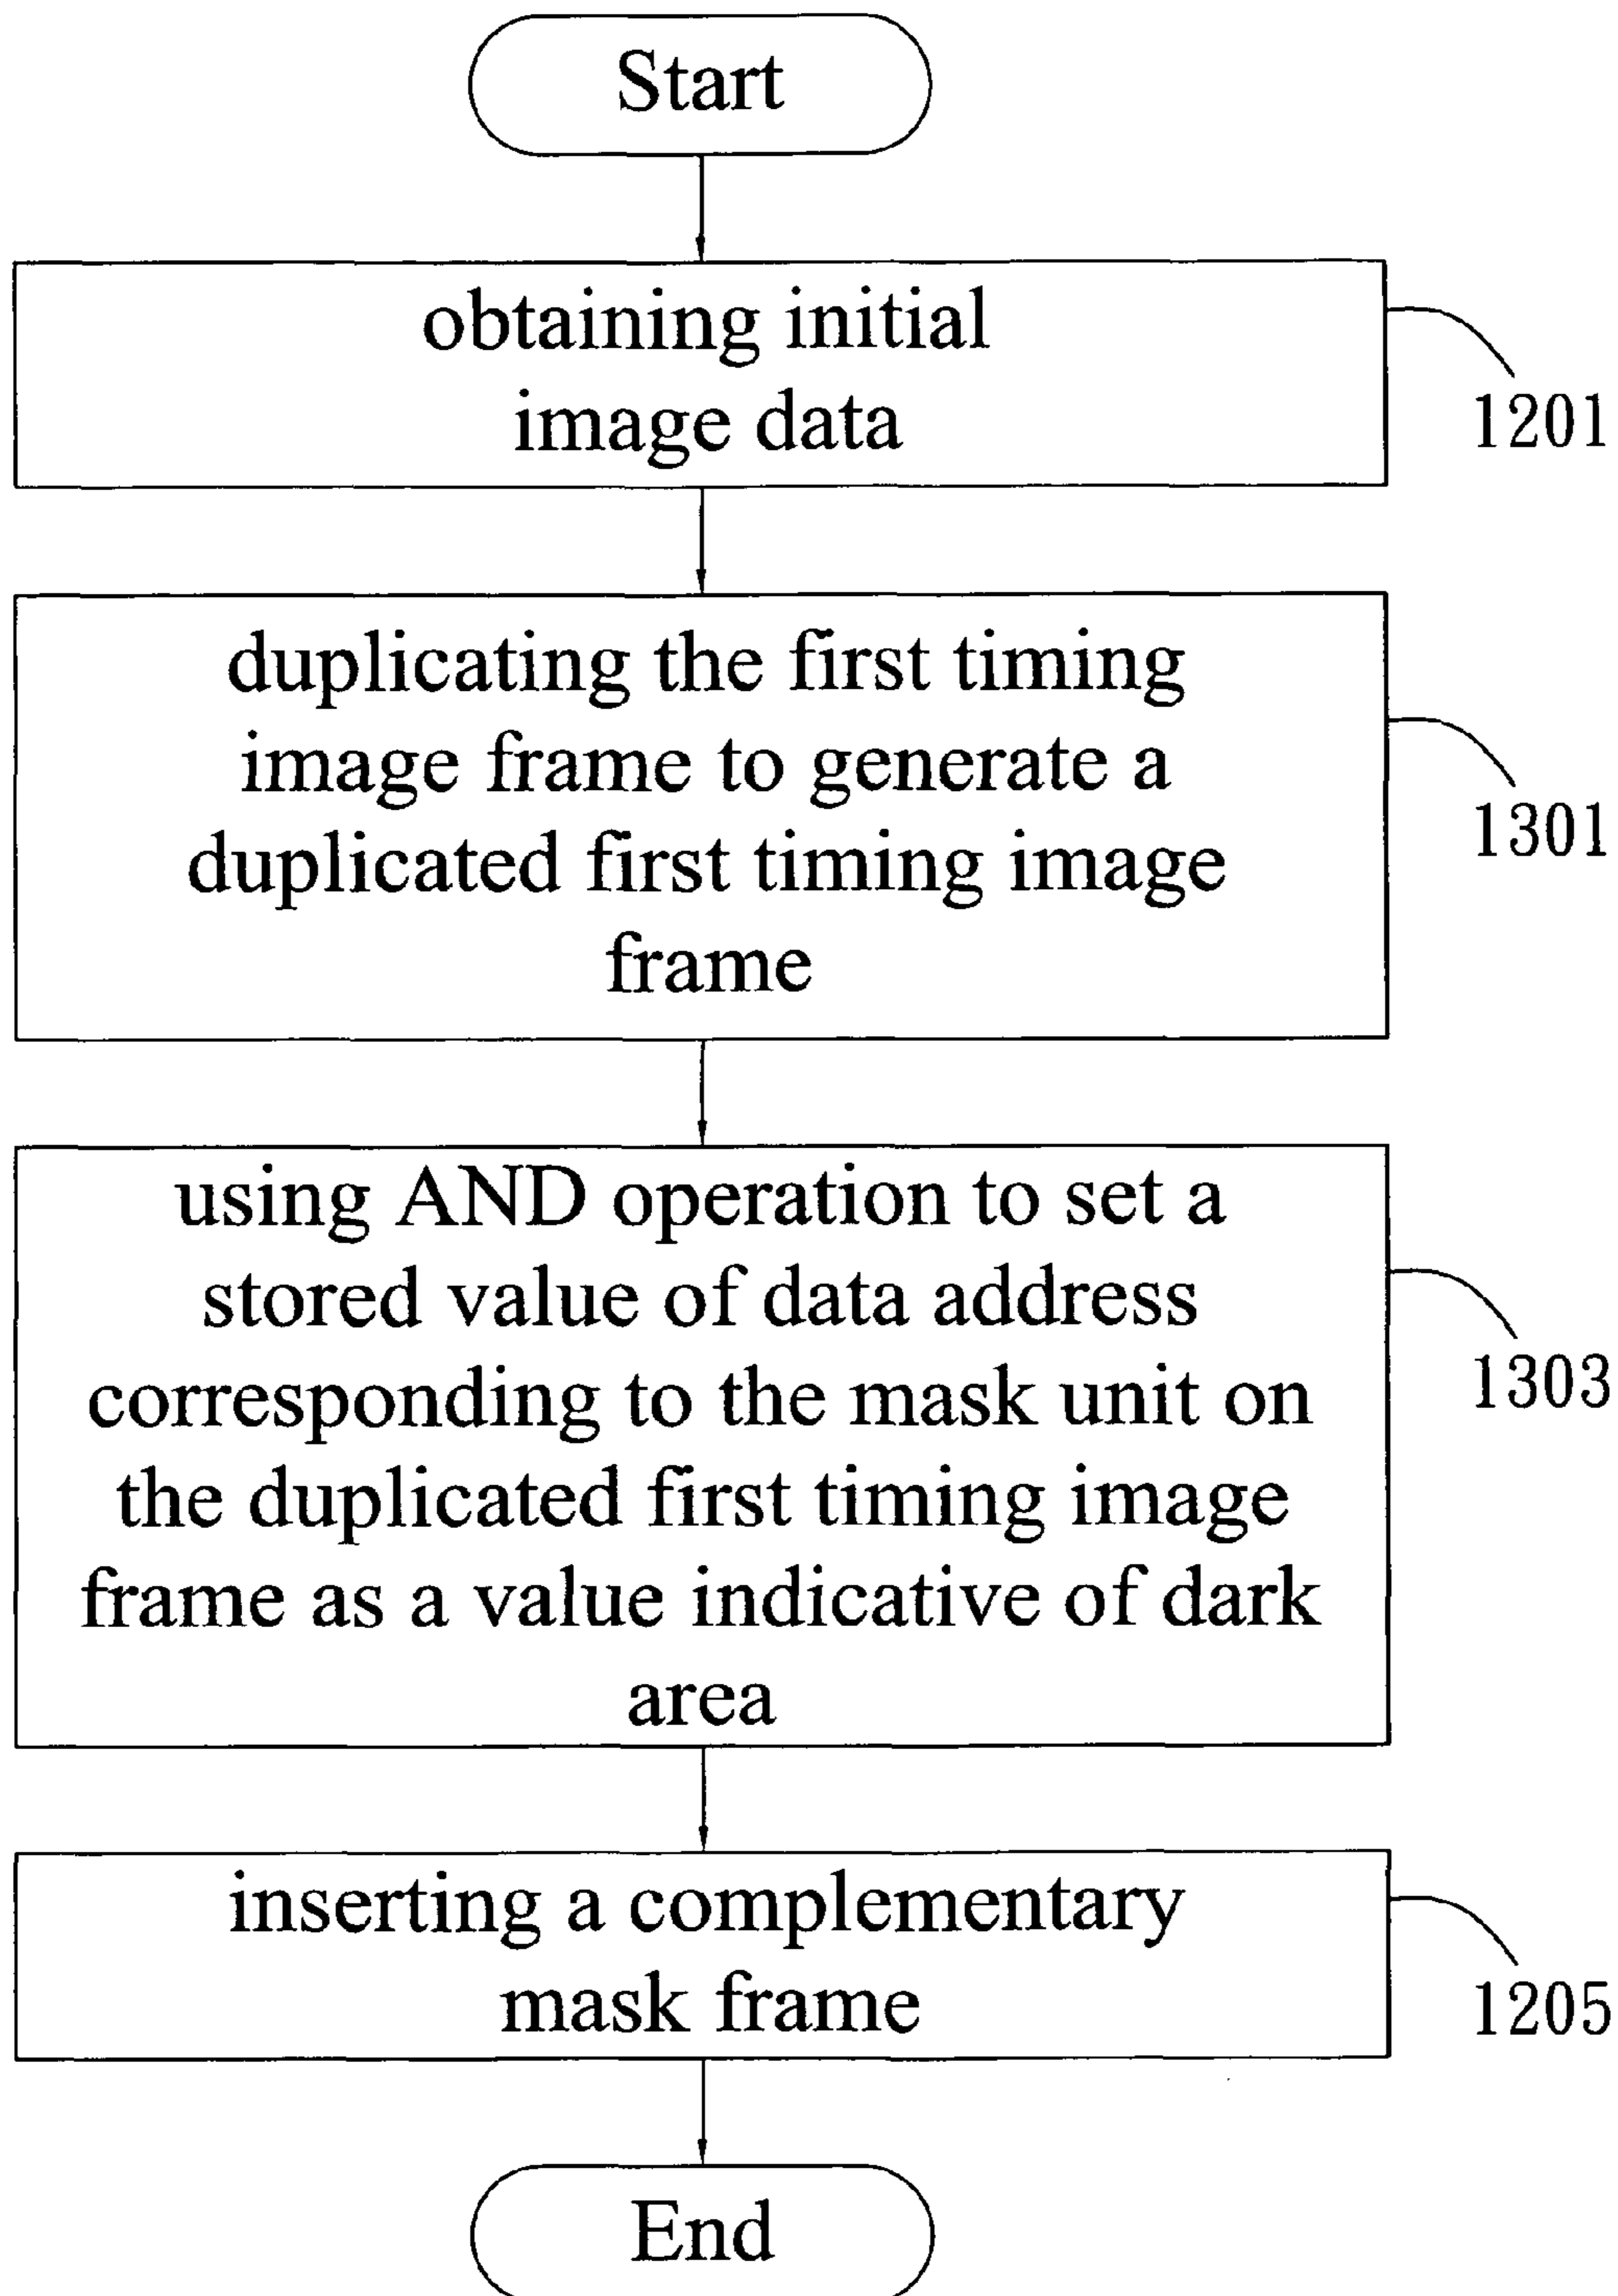 Start
obtaining initial
image data
1201
duplicating the first timing
image frame to generate a
duplicated first timing image
frame
1301
using AND operation to set a
stored value of data address
corresponding to the mask unit on
the duplicated first timing image
frame as a value indicative of dark
area
1303
inserting a complementary
mask frame
1205
End